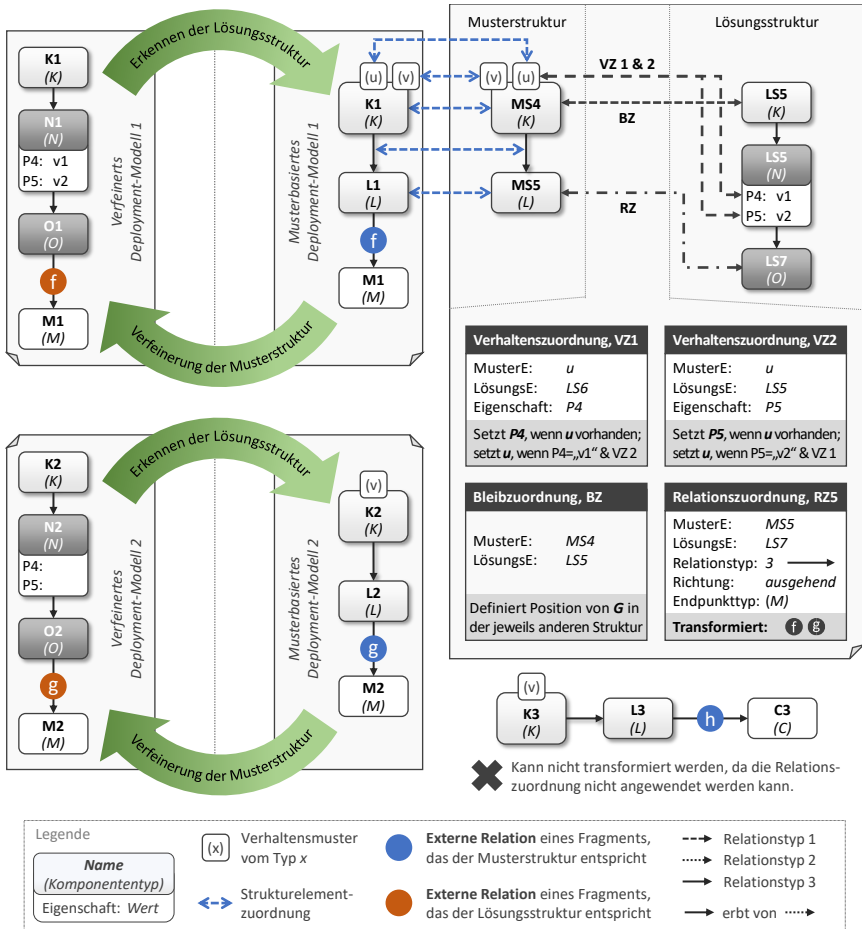 Erkennen der Lösungsstruktur
K1
(K)
N1
(N)
P4: v1
P5: v2
O1
(O)
f
M1
(M)
Verfeinerts
Deployment-Modell 1
Musterbasiertes
Deployment-Modell 1
(u)
(v)
K1
(K)
L1
(L)
f
M1
(M)
Verfeinerung der Musterstruktur
Musterstruktur
Lösungsstruktur
(v)
(u)
MS4
(K)
MS5
(L)
VZ 1 & 2
BZ
RZ
LS5
(K)
LS5
(N)
P4: v1
P5: v2
LS7
(O)
Verhaltenszuordnung, VZ1
MusterE: u
LösungsE: LS6
Eigenschaft: P4
Setzt P4, wenn u vorhanden;
setzt u, wenn P4=„v1“ & VZ 2
Verhaltenszuordnung, VZ2
MusterE: u
LösungsE: LS5
Eigenschaft: P5
Setzt P5, wenn u vorhanden;
setzt u, wenn P5=„v2“ & VZ 1
Bleibzuordnung, BZ
MusterE: MS4
LösungsE: LS5
Definiert Position von G in
der jeweils anderen Struktur
Relationszuordnung, RZ5
MusterE: MS5
LösungsE: LS7
Relationstyp: 3
Richtung: ausgehend
Endpunkttyp: (M)
Transformiert: f g
Erkennen der Lösungsstruktur
K2
(K)
N2
(N)
P4:
P5:
O2
(O)
g
M2
(M)
Verfeinertes
Deployment-Modell 2
Musterbasiertes
Deployment-Modell 2
(v)
K2
(K)
L2
(L)
g
M2
(M)
Verfeinerung der Musterstruktur
(v)
K3
(K)
L3
(L)
h
C3
(C)
Kann nicht transformiert werden, da die Relations-
zuordnung nicht angewendet werden kann.
Legende
Name
(Komponententyp)
Eigenschaft: Wert
(x)
Verhaltensmuster
vom Typ x
Strukturelement-
zuordnung
Externe Relation eines Fragments,
das der Musterstruktur entspricht
Externe Relation eines Fragments,
das der Lösungsstruktur entspricht
Relationstyp 1
Relationstyp 2
Relationstyp 3
erbt von